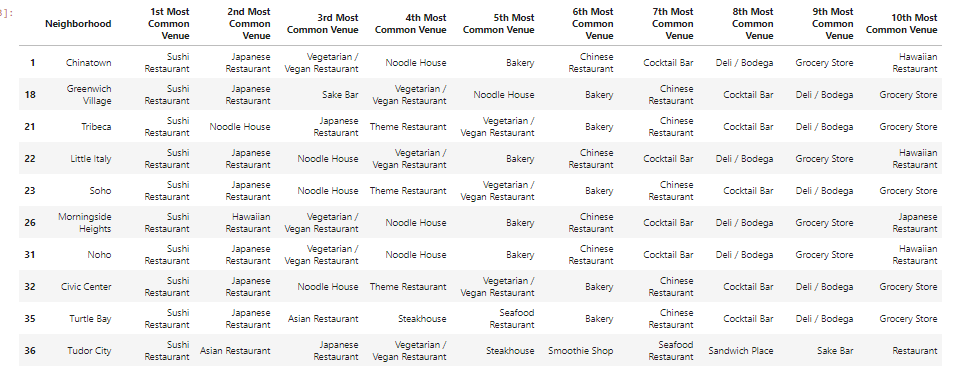 3]:
Neighborhood 1st Most Common Venue 2nd Most Common Venue 3rd Most Common Venue 4th Most Common Venue 5th Most Common Venue 6th Most Common Venue 7th Most Common Venue 8th Most Common Venue 9th Most Common Venue 10th Most Common Venue
1 Chinatown Sushi Restaurant Japanese Restaurant Vegetarian / Vegan Restaurant Noodle House Bakery Chinese Restaurant Cocktail Bar Deli / Bodega Grocery Store Hawaiian Restaurant
18 Greenwich Village Sushi Restaurant Japanese Restaurant Sake Bar Vegetarian / Vegan Restaurant Noodle House Bakery Chinese Restaurant Cocktail Bar Deli / Bodega Grocery Store
21 Tribeca Sushi Restaurant Noodle House Japanese Restaurant Theme Restaurant Vegetarian / Vegan Restaurant Bakery Chinese Restaurant Cocktail Bar Deli / Bodega Grocery Store
22 Little Italy Sushi Restaurant Japanese Restaurant Noodle House Vegetarian / Vegan Restaurant Bakery Chinese Restaurant Cocktail Bar Deli / Bodega Grocery Store Hawaiian Restaurant
23 Soho Sushi Restaurant Japanese Restaurant Noodle House Theme Restaurant Vegetarian / Vegan Restaurant Bakery Chinese Restaurant Cocktail Bar Deli / Bodega Grocery Store
26 Morningside Heights Sushi Restaurant Hawaiian Restaurant Vegetarian / Vegan Restaurant Noodle House Bakery Chinese Restaurant Cocktail Bar Deli / Bodega Grocery Store Japanese Restaurant
31 Noho Sushi Restaurant Japanese Restaurant Vegetarian / Vegan Restaurant Noodle House Bakery Chinese Restaurant Cocktail Bar Deli / Bodega Grocery Store Hawaiian Restaurant
32 Civic Center Sushi Restaurant Japanese Restaurant Noodle House Theme Restaurant Vegetarian / Vegan Restaurant Bakery Chinese Restaurant Cocktail Bar Deli / Bodega Grocery Store
35 Turtle Bay Sushi Restaurant Japanese Restaurant Asian Restaurant Steakhouse Seafood Restaurant Bakery Chinese Restaurant Cocktail Bar Deli / Bodega Grocery Store
36 Tudor City Sushi Restaurant Asian Restaurant Japanese Restaurant Vegetarian / Vegan Restaurant Steakhouse Smoothie Shop Seafood Restaurant Sandwich Place Sake Bar Restaurant